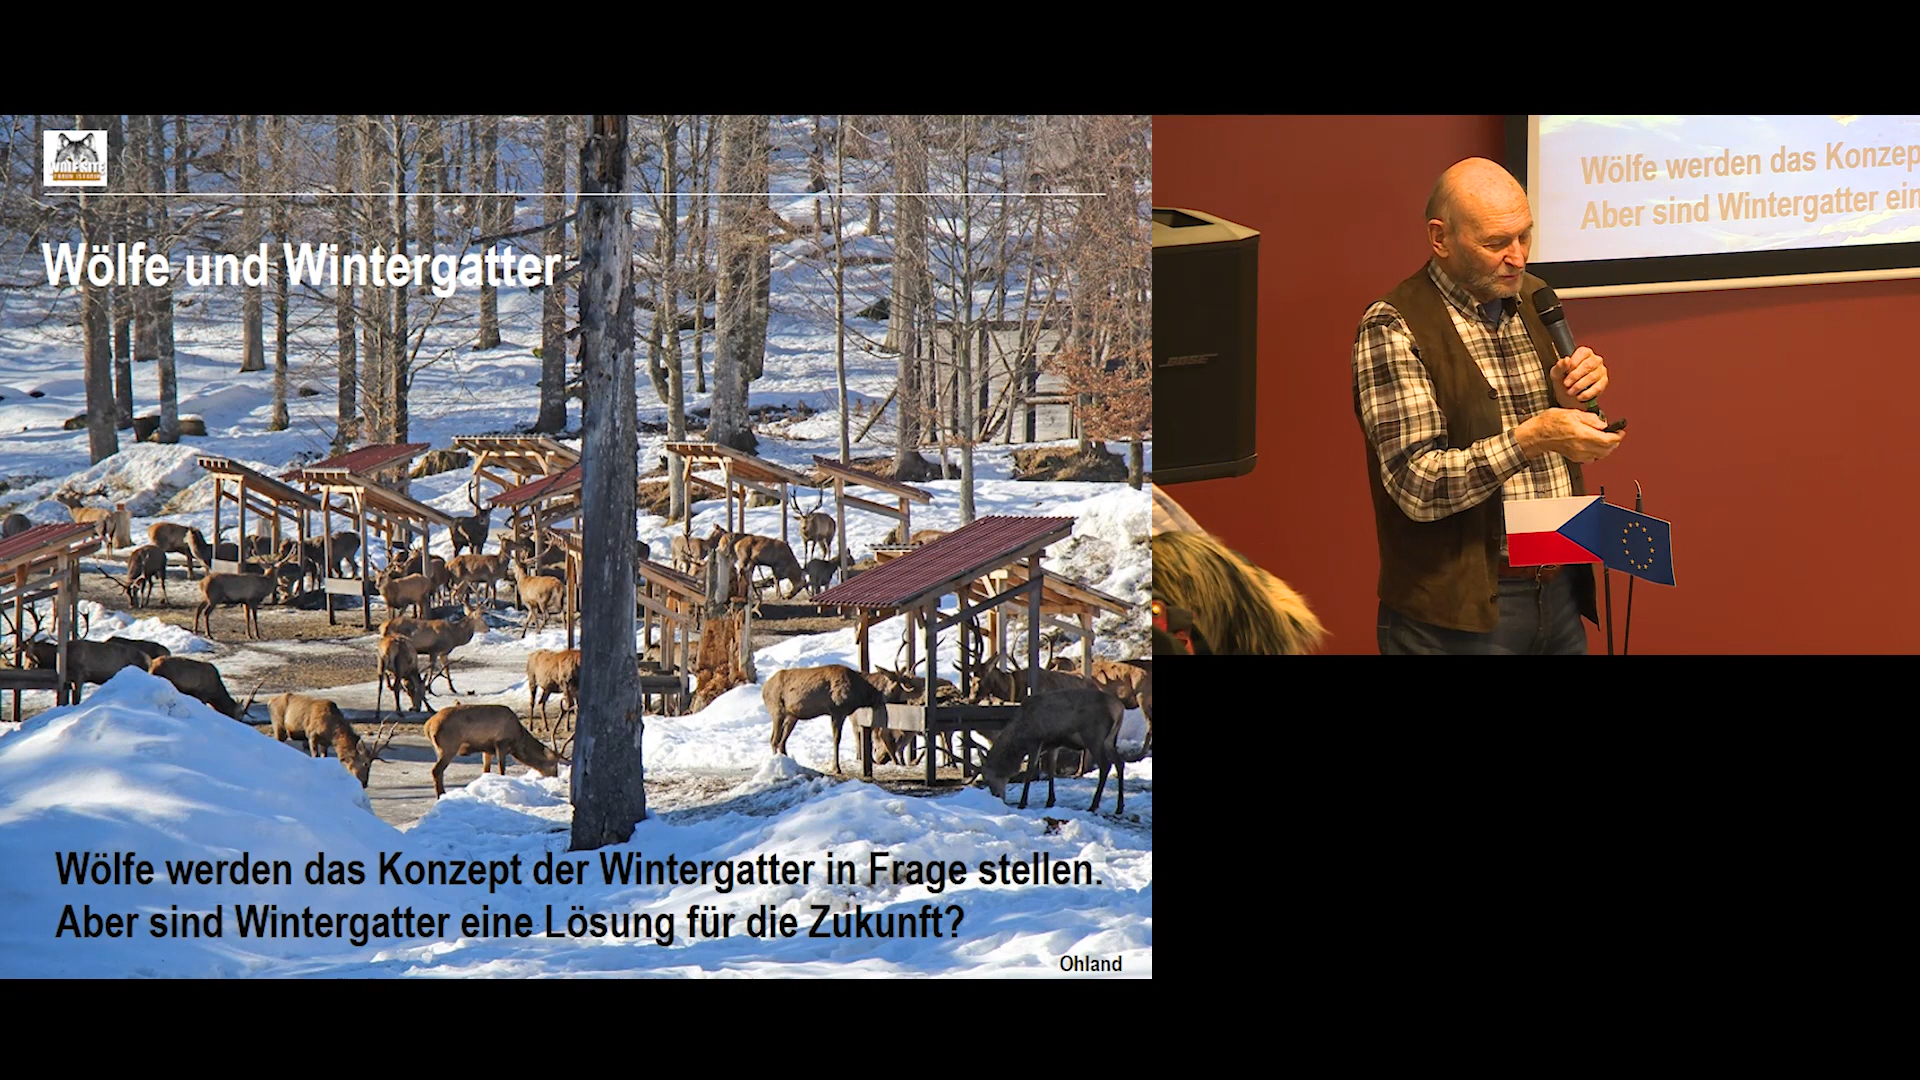 WOLFSITE
Wölfe und Wintergatter
Wölfe werden das Konzept der Wintergatter in Frage stellen.
Aber sind Wintergatter eine Lösung für die Zukunft?
Ohland
Wölfe werden das Konzep
Aber sind Wintergatter ein